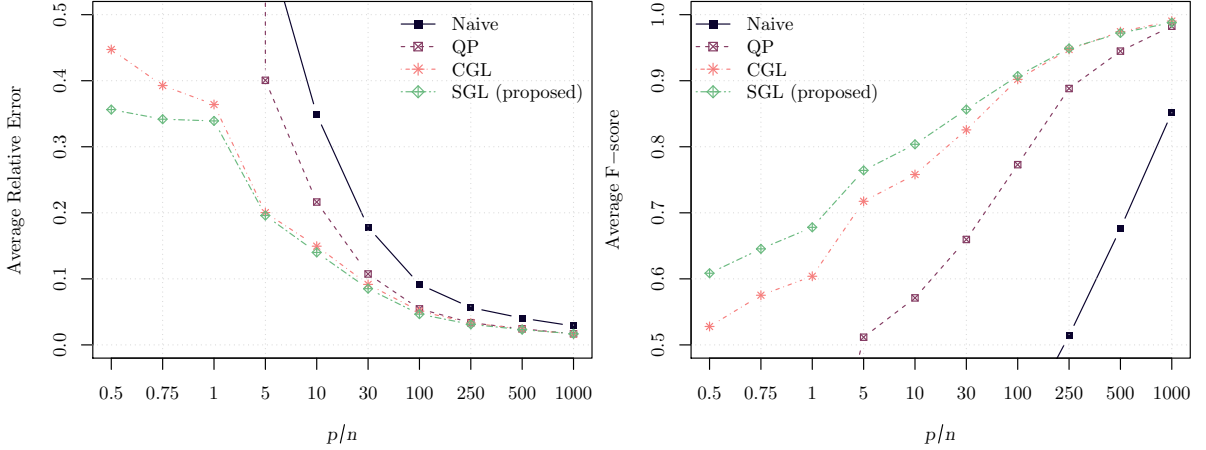 Naive
QP
CGL
SGL (proposed)
Average Relative Error
0.5
0.4
0.3
0.2
0.1
0.0
0.5 0.75 1 5 10 30 100 250 500 1000
p/n
Naive
QP
CGL
SGL (proposed)
Average F−score
1.0
0.9
0.8
0.7
0.6
0.5
0.5 0.75 1 5 10 30 100 250 500 1000
p/n